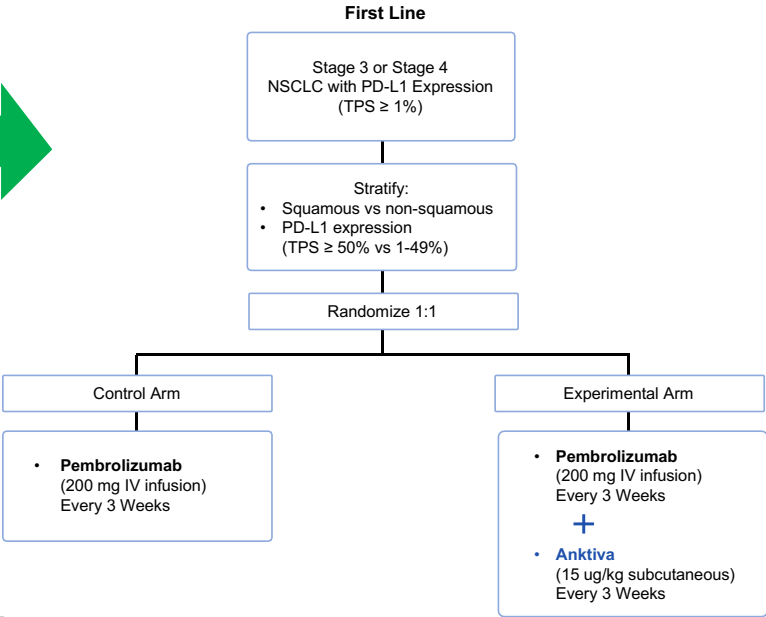 First Line
Stage 3 or Stage 4
NSCLC with PD-L1 Expression
(TPS ≥ 1%)
Stratify:
• Squamous vs non-squamous
• PD-L1 expression
(TPS ≥ 50% vs 1-49%)
Randomize 1:1
Control Arm
• Pembrolizumab
(200 mg IV infusion)
Every 3 Weeks
Experimental Arm
• Pembrolizumab
(200 mg IV infusion)
Every 3 Weeks
+
• Anktiva
(15 ug/kg subcutaneous)
Every 3 Weeks